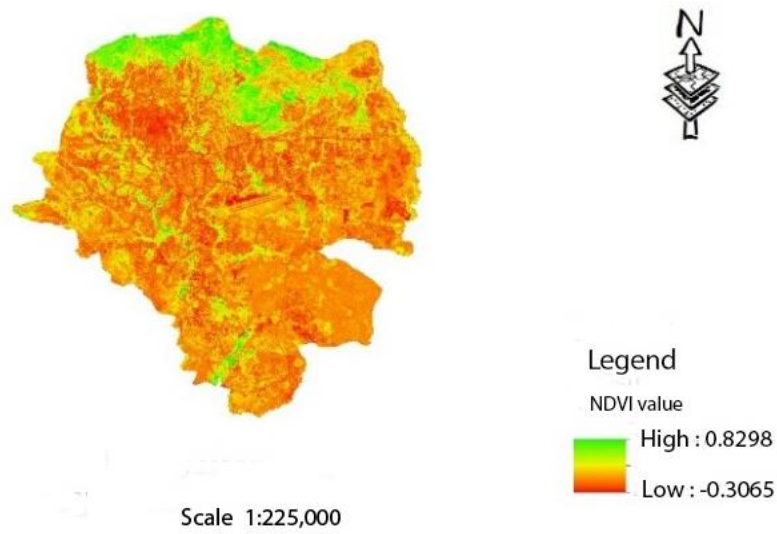 N
Legend
NDVI value
High : 0.8298
Low : -0.3065
Scale 1:225,000